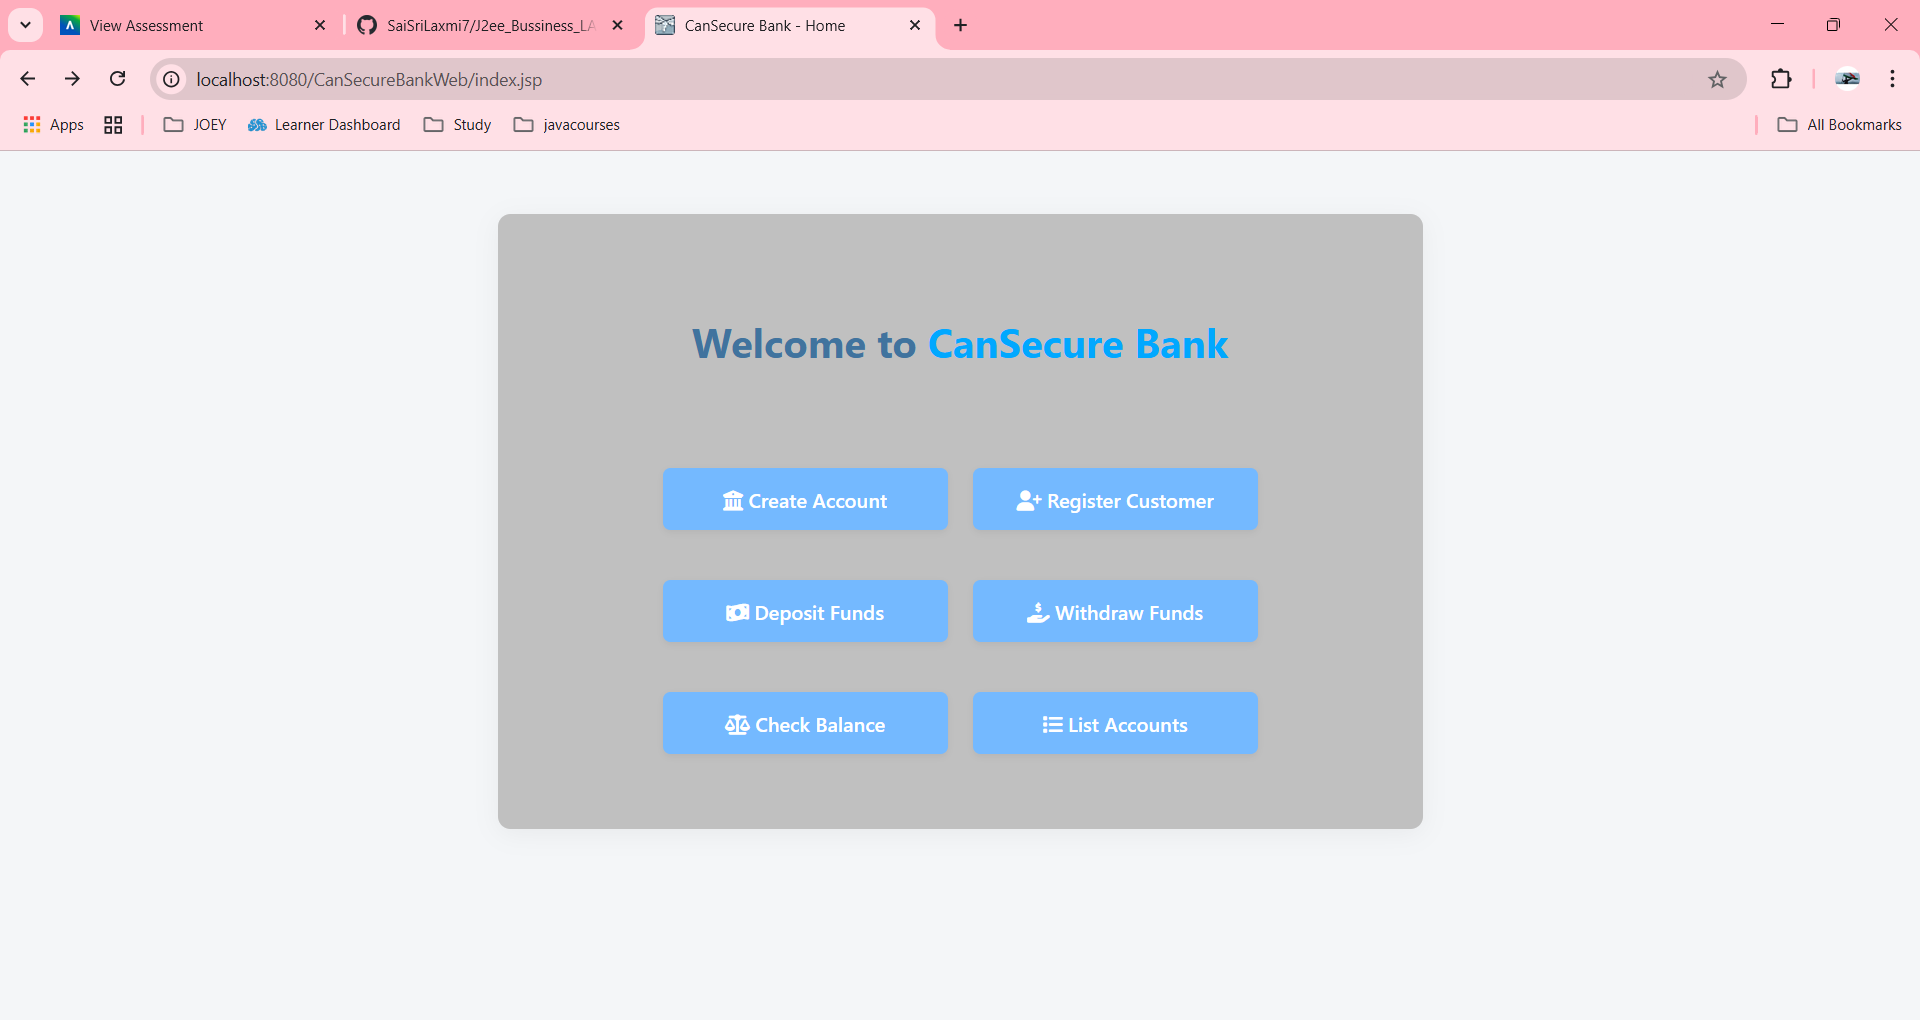 View Assessment
SaiSriLaxmi7/J2ee_Bussiness_LA
CanSecure Bank - Home
localhost:8080/CanSecureBankWeb/index.jsp
Apps
JOEY
Learner Dashboard
Study
javacourses
All Bookmarks
Welcome to CanSecure Bank
Create Account
Register Customer
Deposit Funds
Withdraw Funds
Check Balance
List Accounts